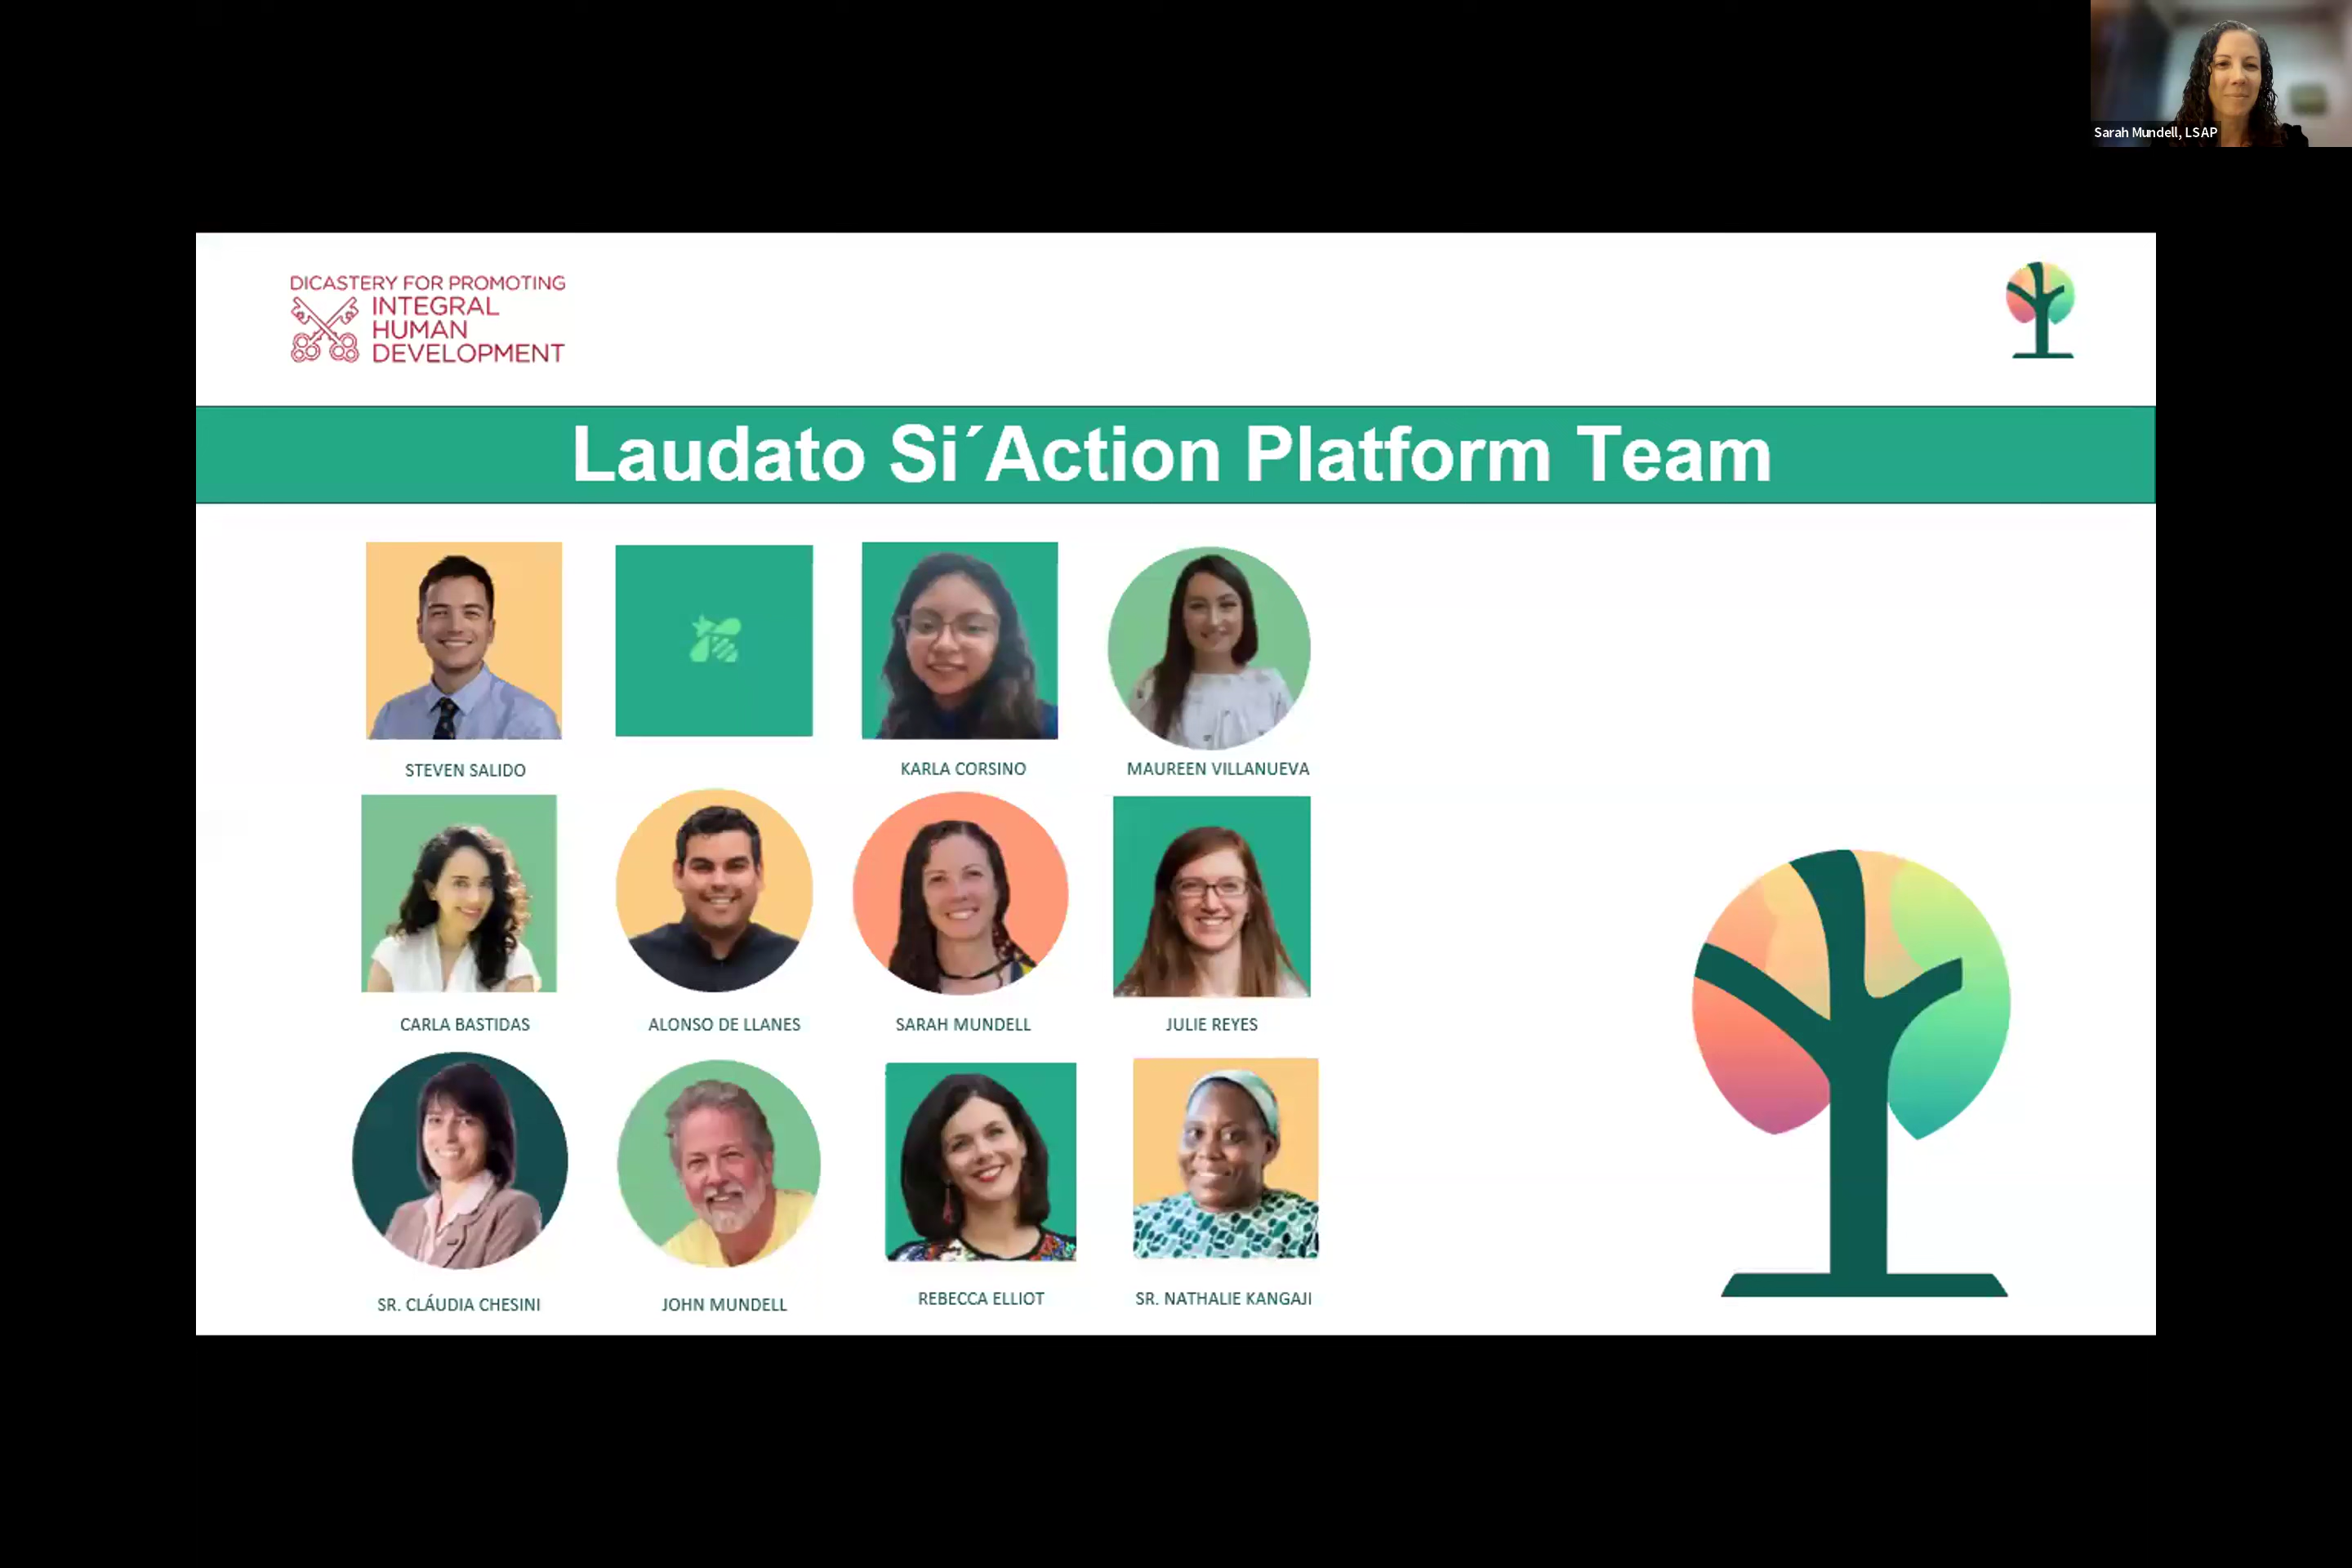 Sarah Mundell, LSAP
DICASTERY FOR PROMOTING
INTEGRAL
HUMAN
DEVELOPMENT
Laudato Si´Action Platform Team
STEVEN SALIDO
KARLA CORSINO
MAUREEN VILLANUEVA
CARLA BASTIDAS
ALONSO DE LLANES
SARAH MUNDELL
JULIE REYES
SR. CLÁUDIA CHESINI
JOHN MUNDELL
REBECCA ELLIOT
SR. NATHALIE KANGAJI